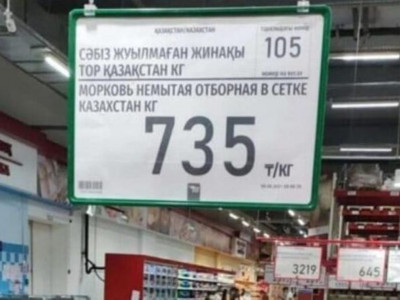 ҚАЗАҚСТАН/КАЗАХСТАН
СӘБІЗ ЖУЫЛМАҒАН ЖИНАҚЫ
ТОР ҚАЗАҚСТАН КГ
105
МОРКОВЬ НЕМЫТАЯ ОТБОРНАЯ В СЕТКЕ
КАЗАХСТАН КГ
735 ₸/КГ
3219
645